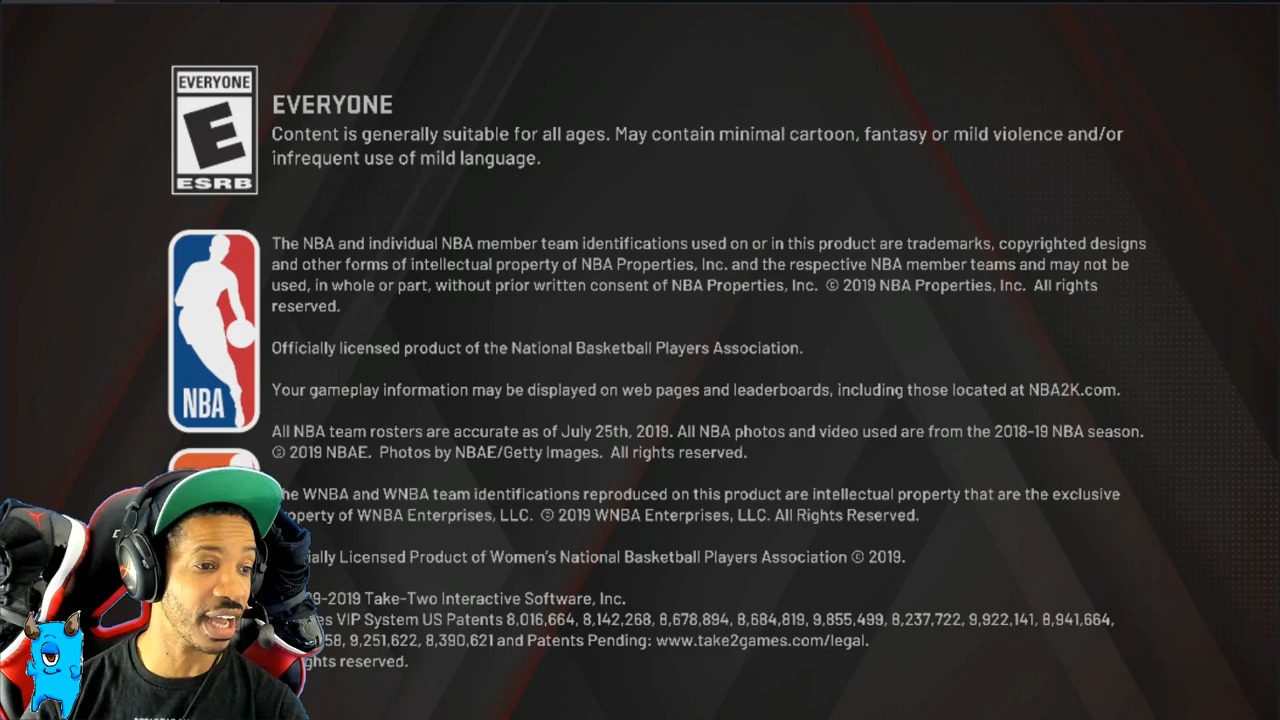 EVERYONE
E
ESRB
EVERYONE
Content is generally suitable for all ages. May contain minimal cartoon, fantasy or mild violence and/or
infrequent use of mild language.
The NBA and individual NBA member team identifications used on or in this product are trademarks, copyrighted designs
and other forms of intellectual property of NBA Properties, Inc. and the respective NBA member teams and may not be
used, in whole or part, without prior written consent of NBA Properties, Inc. © 2019 NBA Properties, Inc. All rights
reserved.
NBA
Officially licensed product of the National Basketball Players Association.
Your gameplay information may be displayed on web pages and leaderboards, including those located at NBA2K.com.
All NBA team rosters are accurate as of July 25th, 2019. All NBA photos and video used are from the 2018-19 NBA season.
© 2019 NBAE. Photos by NBAE/Getty Images. All rights reserved.
he WNBA and WNBA team identifications reproduced on this product are intellectual property that are the exclusive
operty of WNBA Enterprises, LLC. © 2019 WNBA Enterprises, LLC. All Rights Reserved.
ially Licensed Product of Women's National Basketball Players Association © 2019.
9-2019 Take-Two Interactive Software, Inc.
es VIP System US Patents 8,016,664, 8,142,268, 8,678,894, 8,684,819, 9,855,499, 8,237,722, 9,922,141, 8,941,664,
58, 9,251,622, 8,390,621 and Patents Pending: www.take2games.com/legal.
ghts reserved.